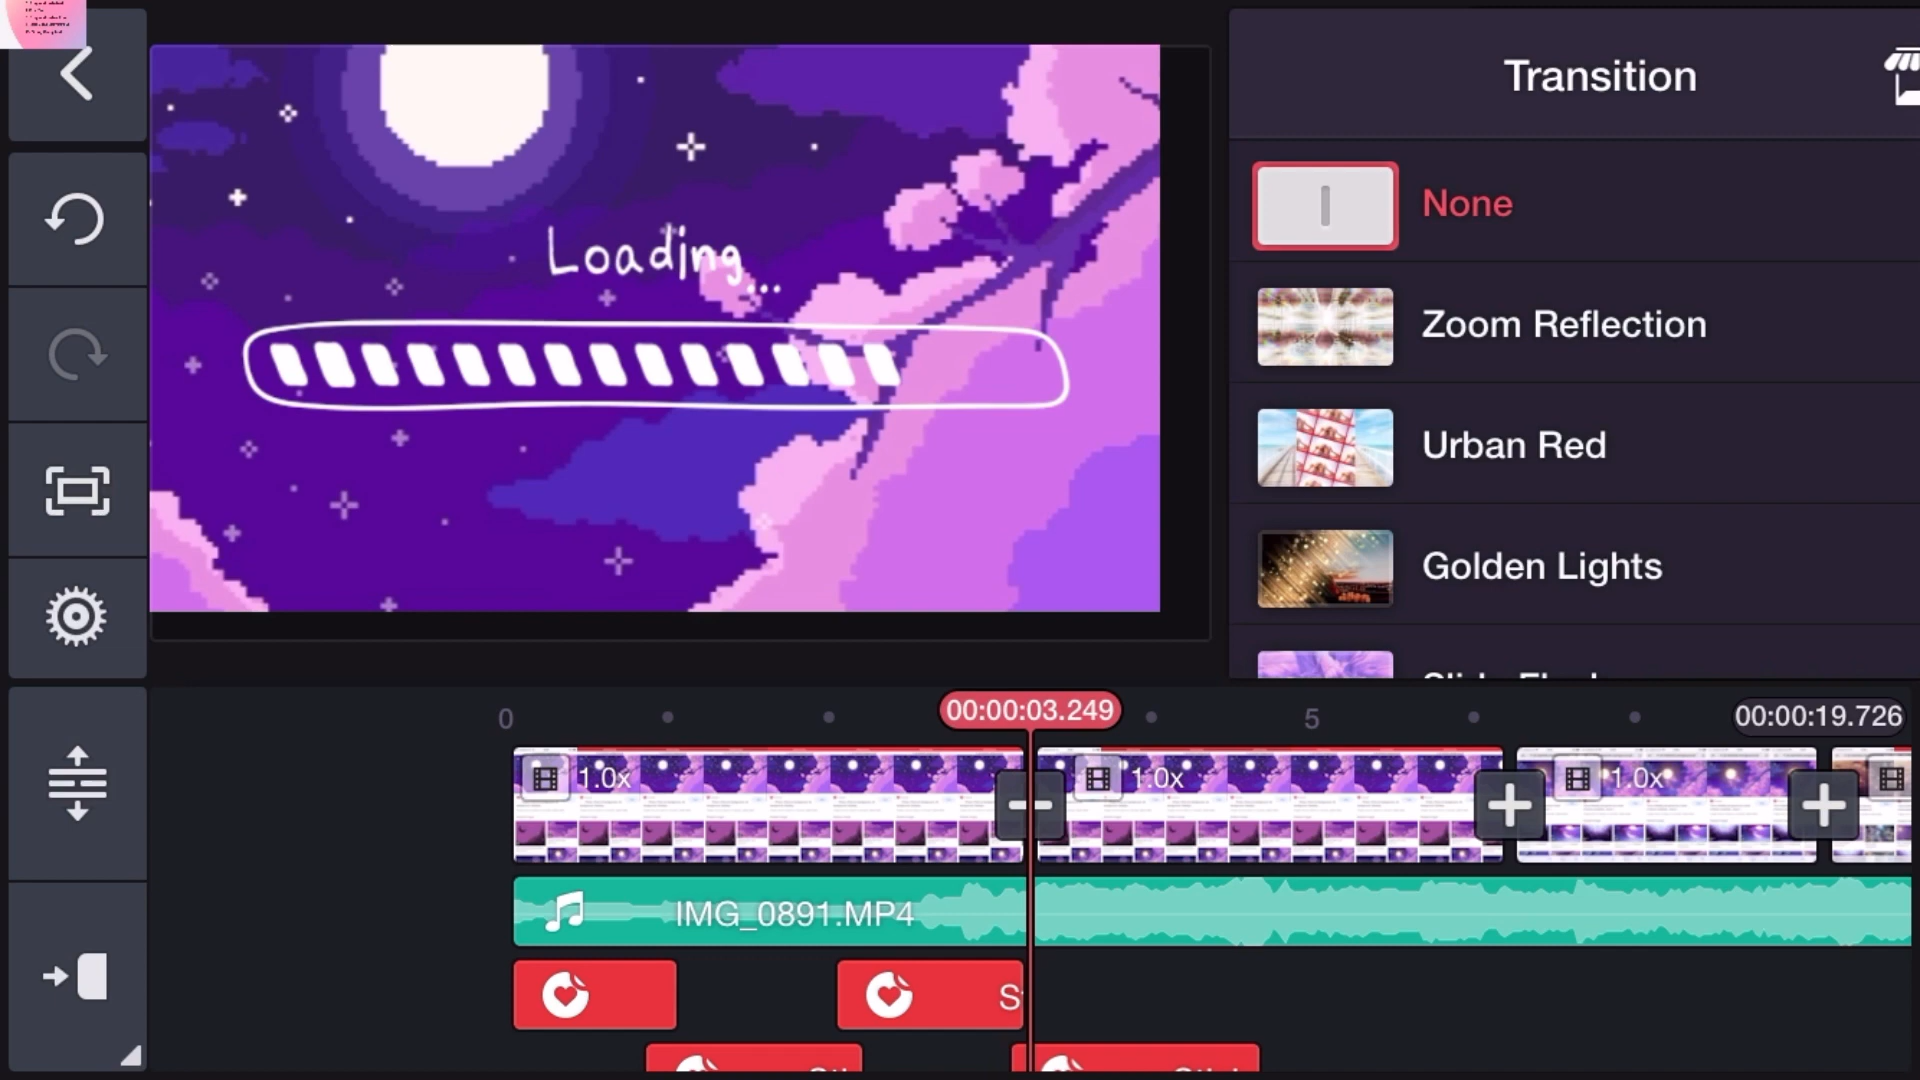 Transition
None
Loading...
Zoom Reflection
Urban Red
Golden Lights
0
00:00:03.249
5
00:00:19.726
1.0x
1.0x
1.0x
IMG_0891.MP4